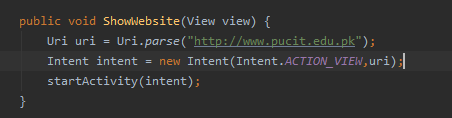 public void ShowWebsite(View view) {
    Uri uri = Uri.parse("http://www.pucit.edu.pk");
    Intent intent = new Intent(Intent.ACTION_VIEW,uri);
    startActivity(intent);
}